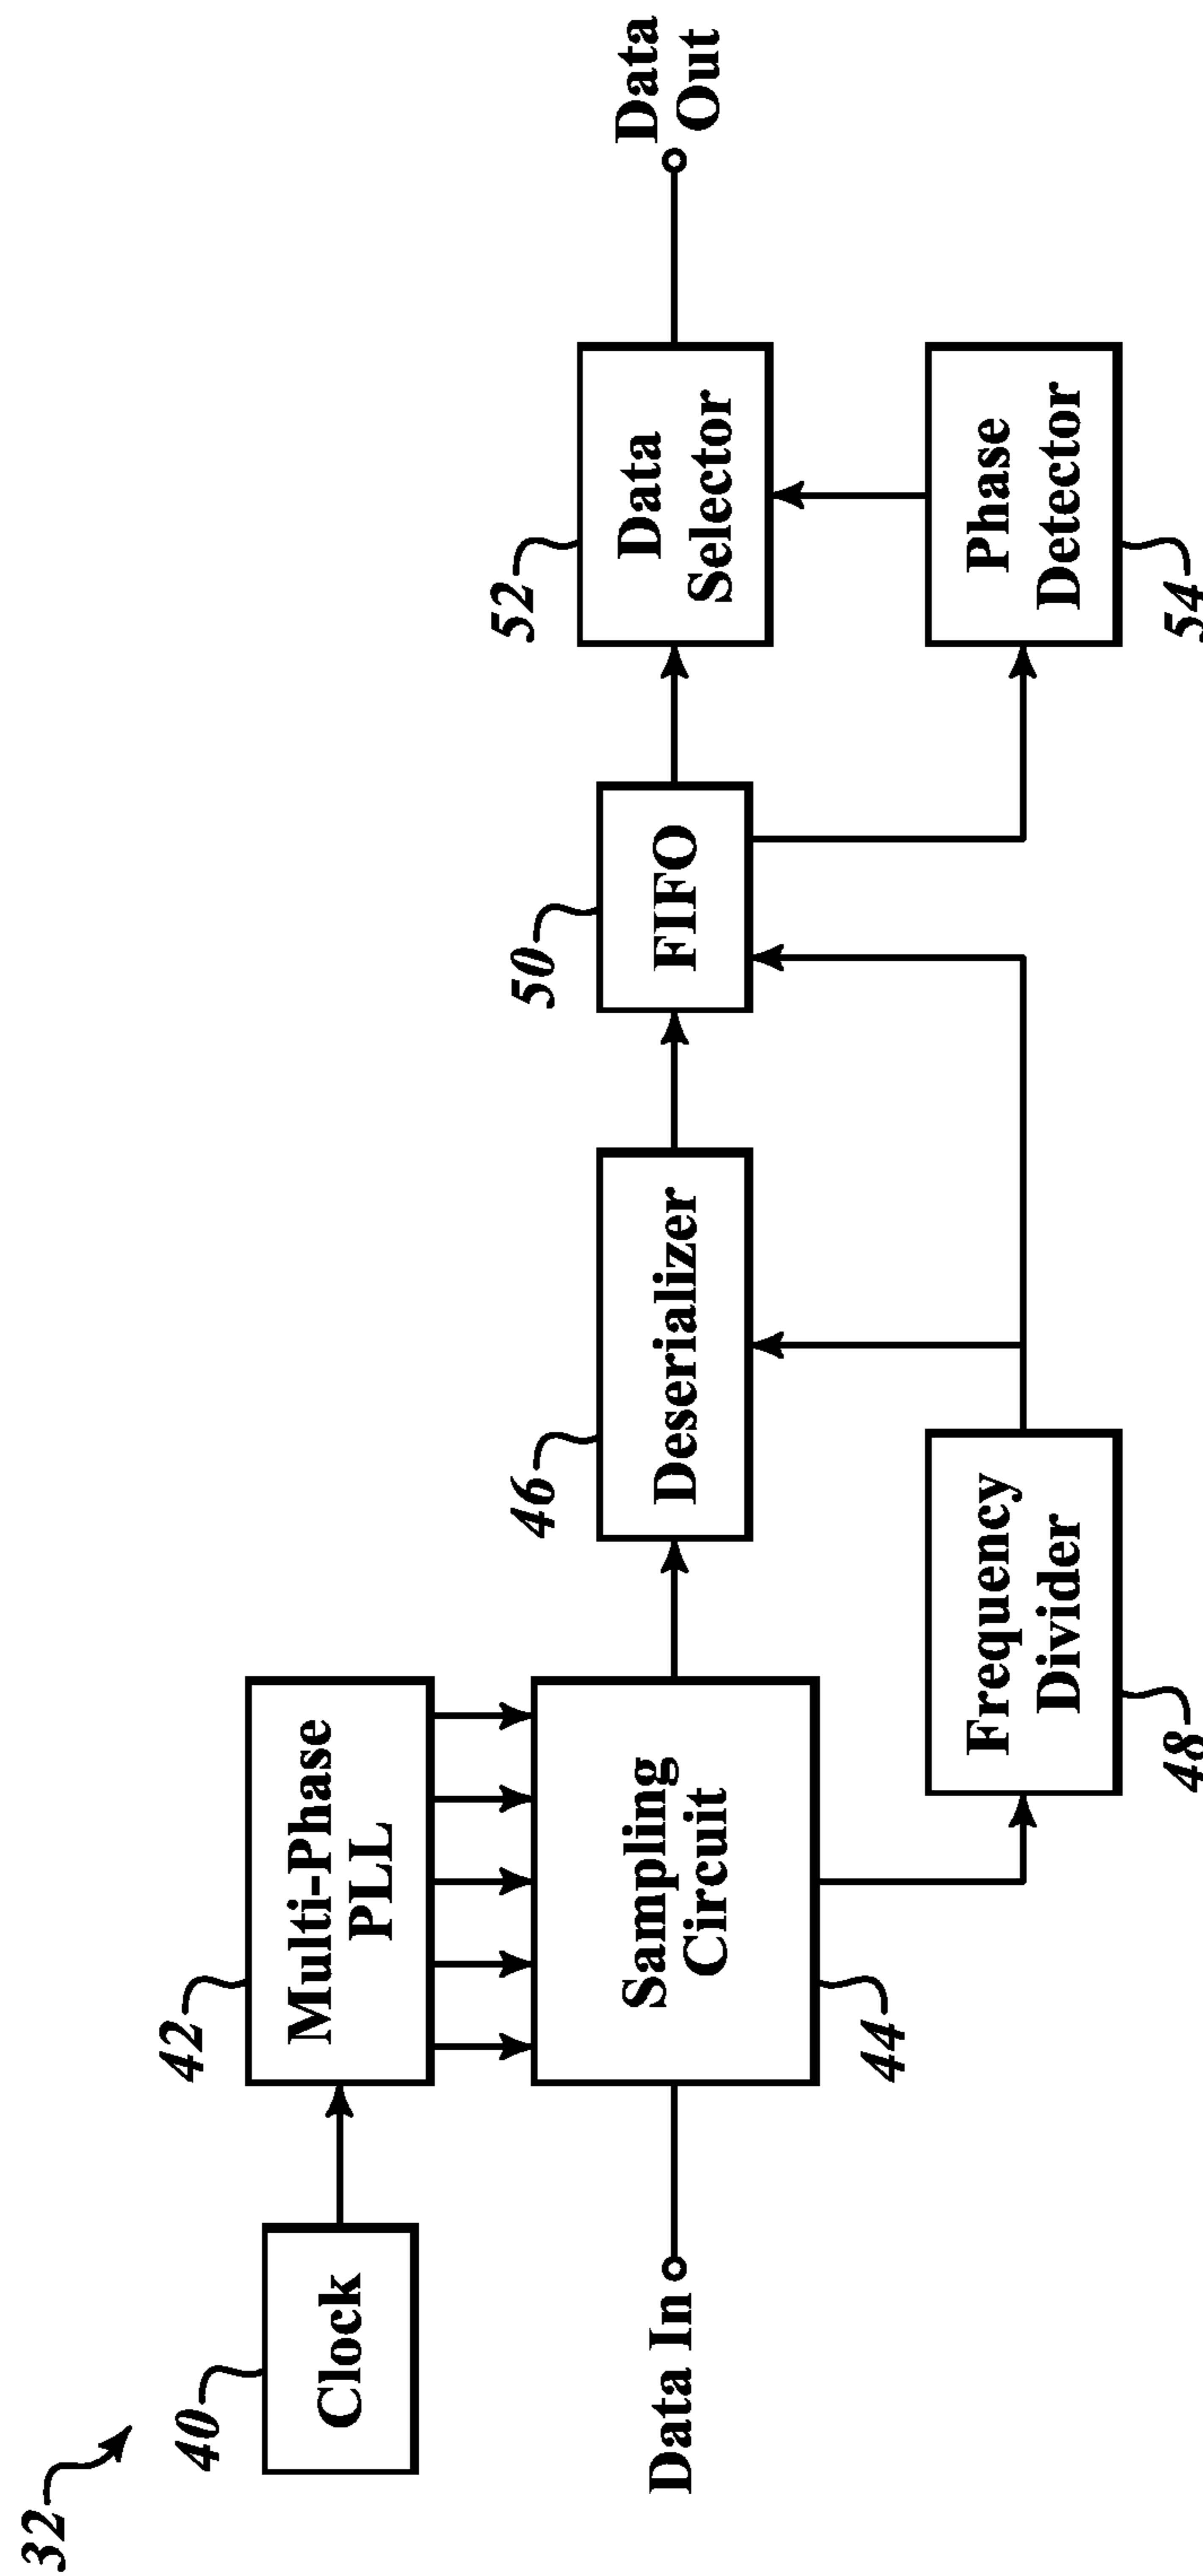 32
40
Clock
42
Multi-Phase
PLL
Data In
Sampling
Circuit
44
46
Deserializer
Frequency
Divider
48
50
FIFO
52
Data
Selector
Phase
Detector
54
Data
Out